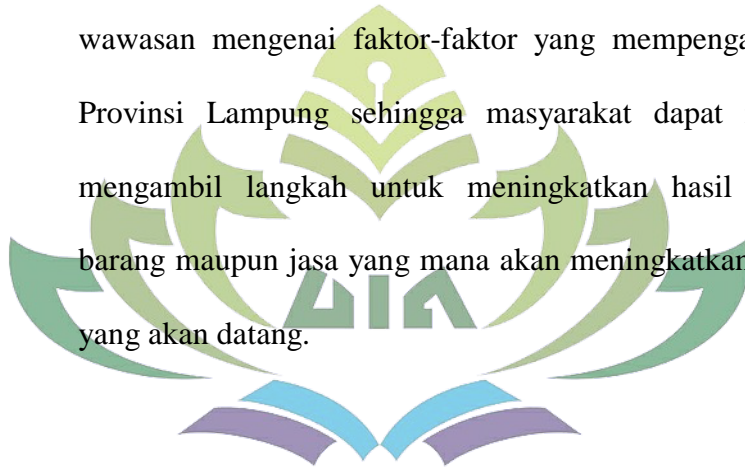 wawasan mengenai faktor-faktor yang mempenga
Provinsi Lampung sehingga masyarakat dapat
mengambil langkah untuk meningkatkan hasil
barang maupun jasa yang mana akan meningkatkan
yang akan datang.
UIN